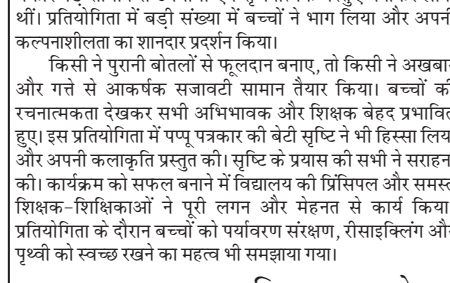 थीं। प्रतियोगिता में बड़ी संख्या में बच्चों ने भाग लिया और अपनी
कल्पनाशीलता का शानदार प्रदर्शन किया।
किसी ने पुरानी बोतलों से फूलदान बनाए, तो किसी ने अखबार
और गत्ते से आकर्षक सजावटी सामान तैयार किया। बच्चों की
रचनात्मकता देखकर सभी अभिभावक और शिक्षक बेहद प्रभावित
हुए। इस प्रतियोगिता में पप्पू पत्रकार की बेटी सृष्टि ने भी हिस्सा लिया
और अपनी कलाकृति प्रस्तुत की। सृष्टि के प्रयास की सभी ने सराहना
की। कार्यक्रम को सफल बनाने में विद्यालय की प्रिंसिपल और समस्त
शिक्षक-शिक्षिकाओं ने पूरी लगन और मेहनत से कार्य किया
प्रतियोगिता के दौरान बच्चों को पर्यावरण संरक्षण, रीसाइक्लिंग और
पृथ्वी को स्वच्छ रखने का महत्व भी समझाया गया।